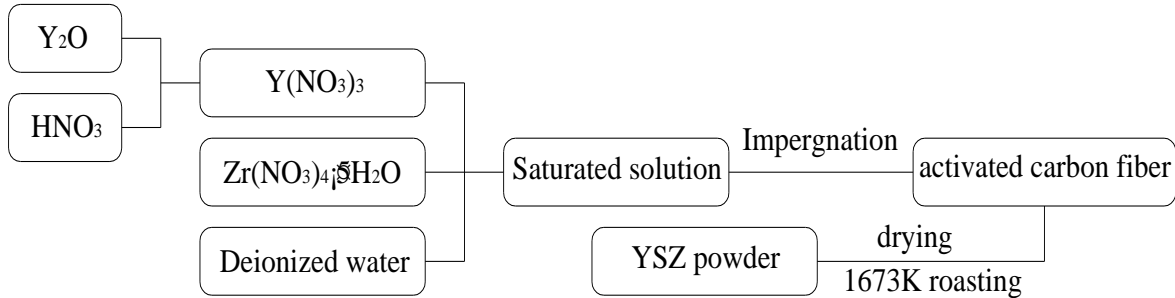 Y₂O
HNO₃
Y(NO₃)₃
Zr(NO₃)₄¡5H₂O
Deionized water
Saturated solution
Impergnation
activated carbon fiber
YSZ powder
drying
1673K roasting